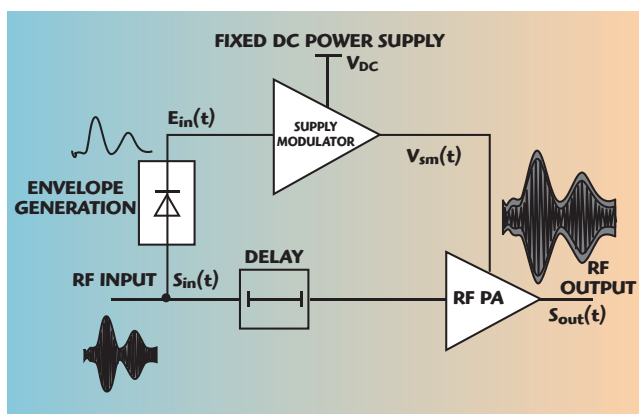 FIXED DC POWER SUPPLY
VDC
Ein(t)
SUPPLY
MODULATOR
Vsm(t)
ENVELOPE
GENERATION
DELAY
RF INPUT
Sin(t)
RF PA
RF
OUTPUT
Sout(t)